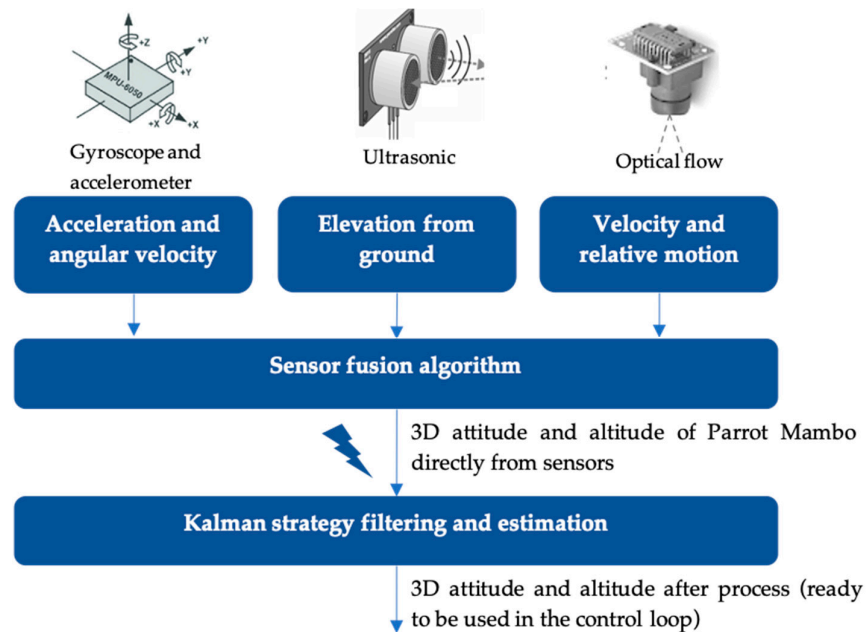 +Z
+Y
+Y
MPU-6050
+X
+X
Gyroscope and
accelerometer
Ultrasonic
:
Optical flow
Acceleration and
angular velocity
Elevation from
ground
Velocity and
relative motion
Sensor fusion algorithm
3D attitude and altitude of Parrot Mambo
directly from sensors
Kalman strategy filtering and estimation
3D attitude and altitude after process (ready
to be used in the control loop)